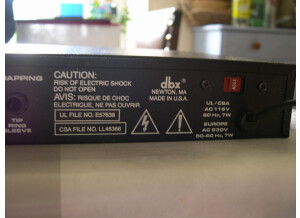 APPING
TIP
RING
SLEEVE
CAUTION:
RISK OF ELECTRIC SHOCK
DO NOT OPEN
AVIS: RISQUE DE CHOC
ELECTRIQUE, NE PAS OUVRIR
UL FILE NO. E57838
CSA FILE NO. LL48366
dbx
NEWTON, MA
MADE IN U.S.A.
UL/CSA
AC 115V
60 Hz, 7W
EUROPE
AC 230V
50-60 Hz, 7W